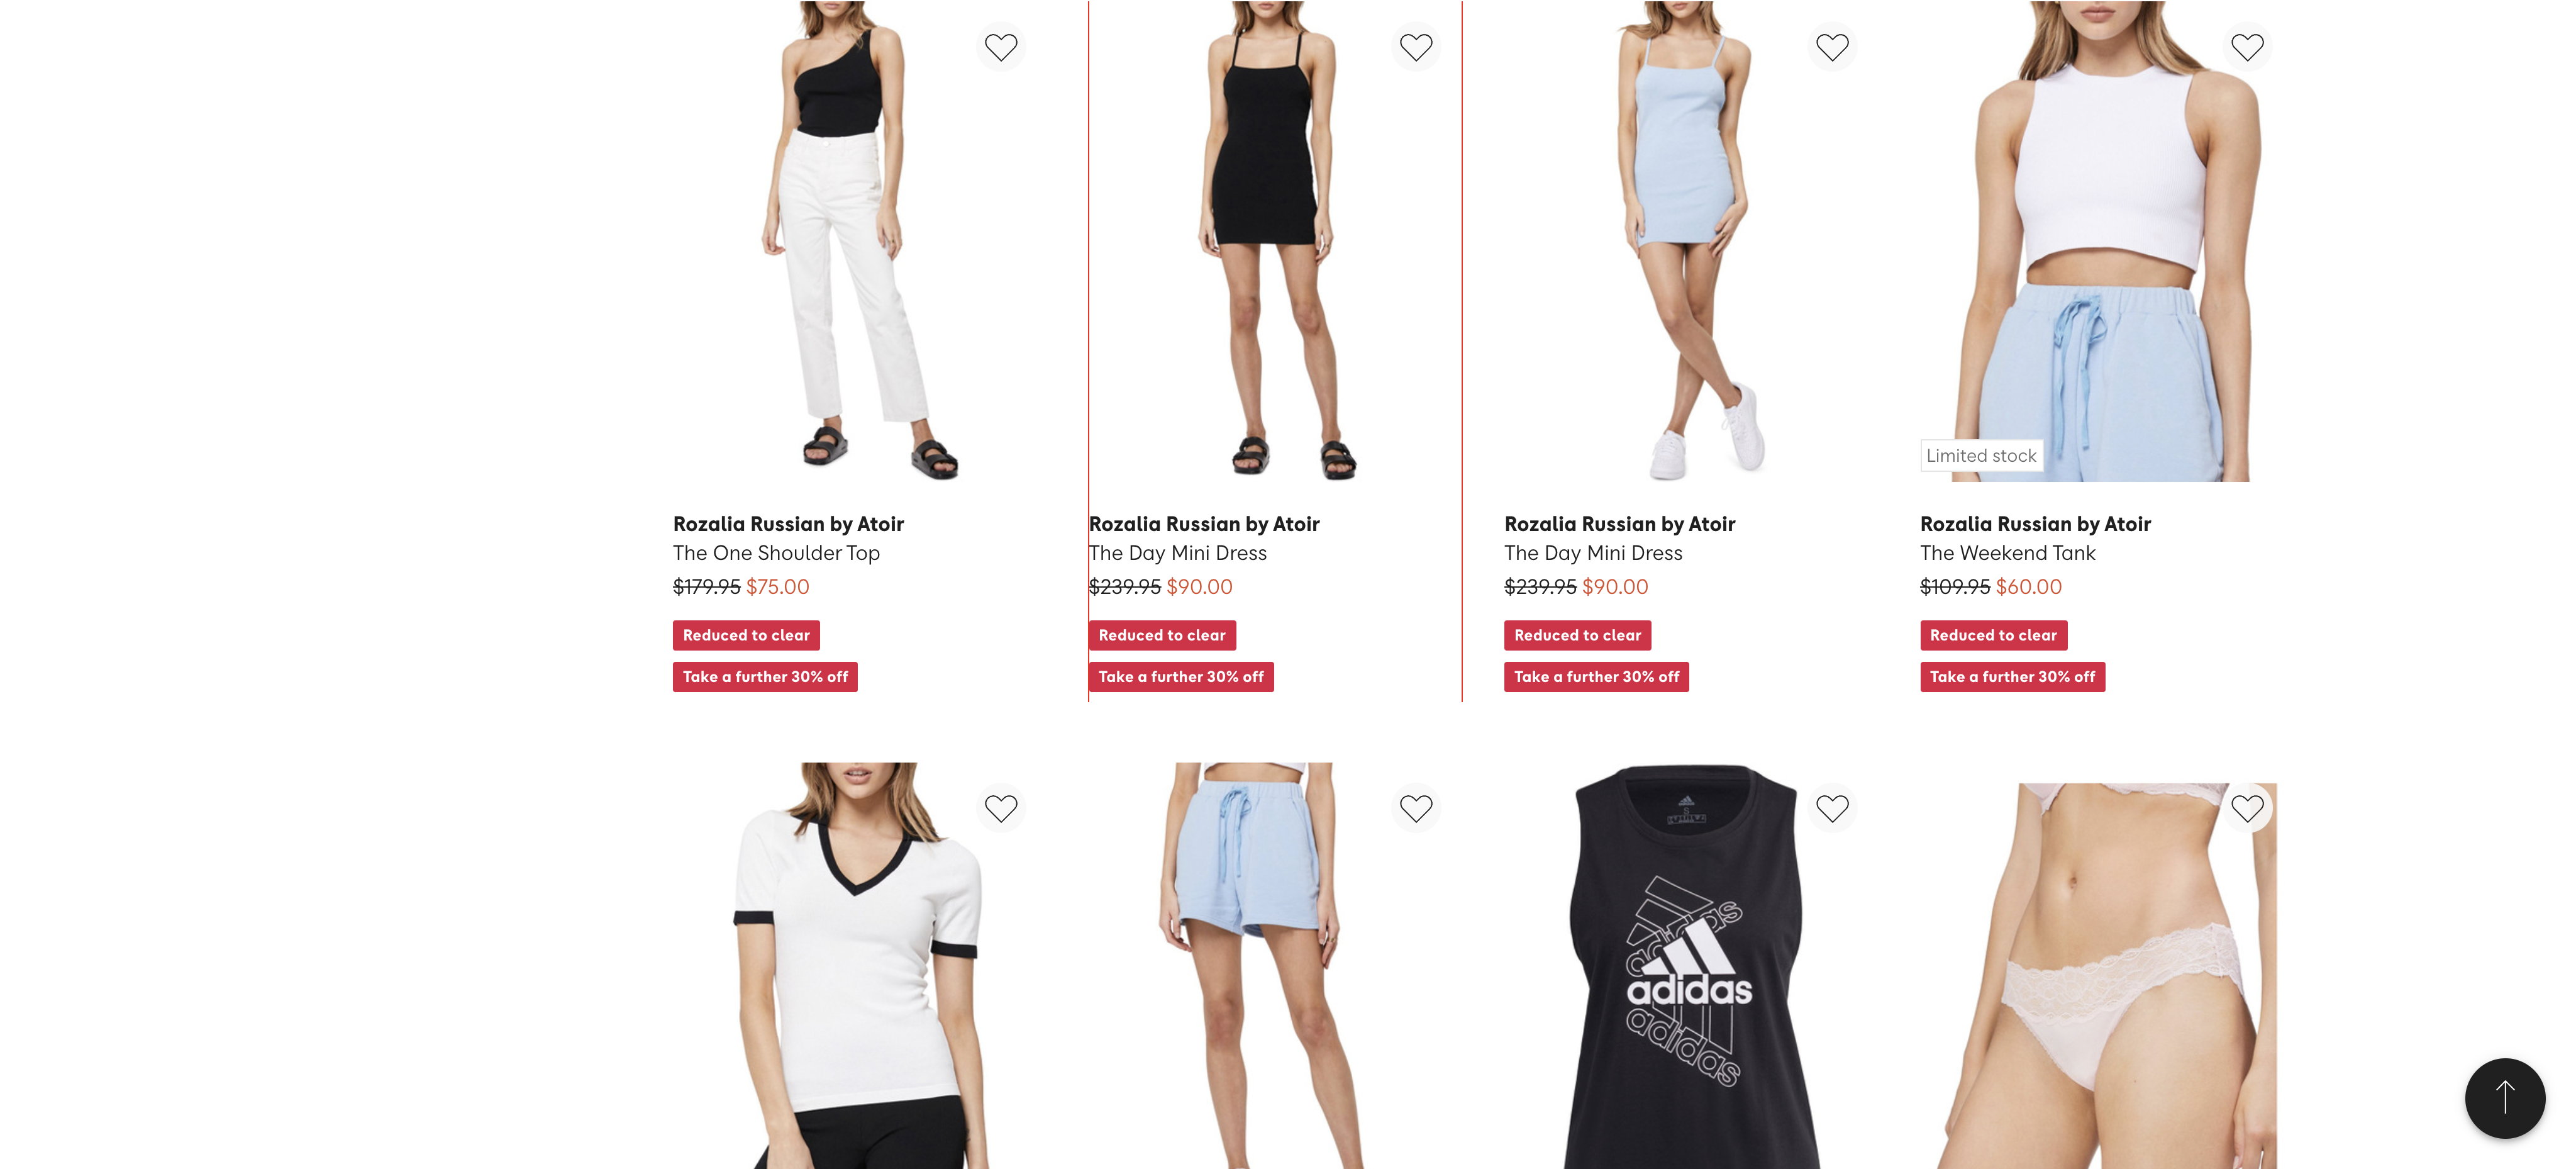 Limited stock
Rozalia Russian by Atoir
The One Shoulder Top
$179.95 $75.00
Reduced to clear
Take a further 30% off
Rozalia Russian by Atoir
The Day Mini Dress
$239.95 $90.00
Reduced to clear
Take a further 30% off
Rozalia Russian by Atoir
The Day Mini Dress
$239.95 $90.00
Reduced to clear
Take a further 30% off
Rozalia Russian by Atoir
The Weekend Tank
$109.95 $60.00
Reduced to clear
Take a further 30% off
S
adidas
adidas
adidas